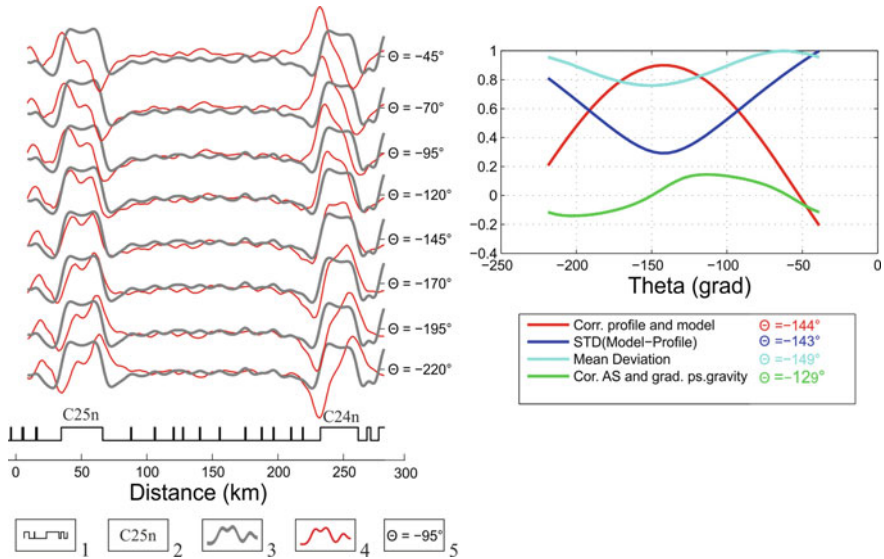 Θ = −45°
Θ = −70°
Θ = −95°
Θ = −120°
Θ = −145°
Θ = −170°
Θ = −195°
Θ = −220°
C25n
C24n
0 50 100 150 200 250 300
Distance (km)
1
C25n 2
3
4
Θ = −95° 5
1
0.8
0.6
0.4
0.2
0
−0.2
−0.4
−250 −200 −150 −100 −50 0
Theta (grad)
Corr. profile and model Θ =−144°
STD(Model−Profile) Θ =−143°
Mean Deviation Θ =−149°
Cor. AS and grad. ps.gravity Θ =−129°